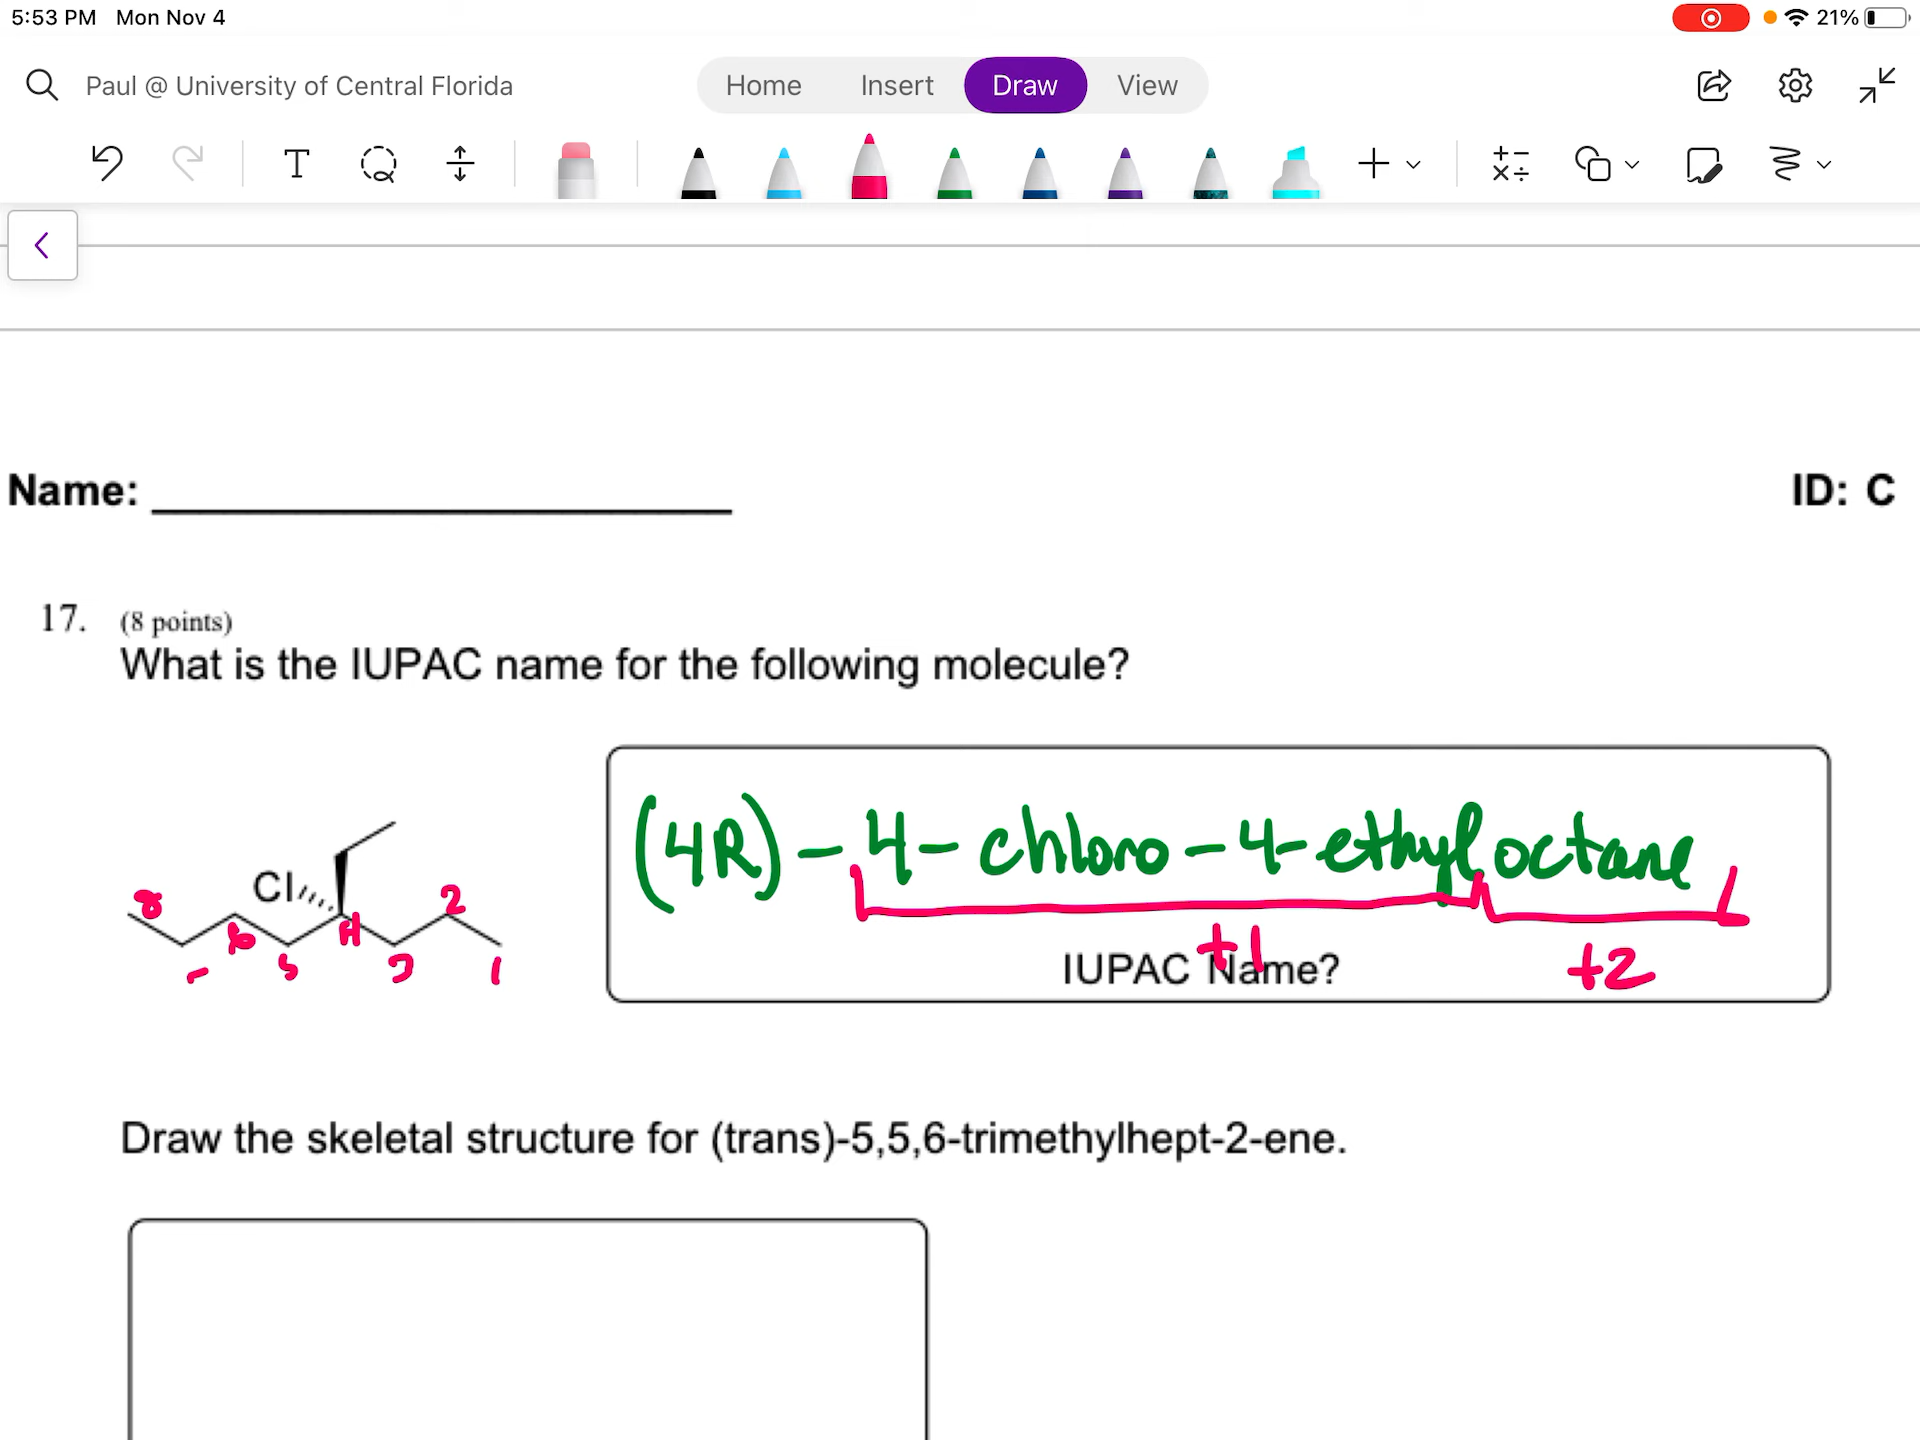 5:53 PM Mon Nov 4
21%
Paul @ University of Central Florida
Home Insert Draw View
Name:
ID: C
17. (8 points)
What is the IUPAC name for the following molecule?
Cl
8 7 6 5 4 3 2 1
(4R)-4-chloro-4-ethyloctane
+1
+2
IUPAC Name?
Draw the skeletal structure for (trans)-5,5,6-trimethylhept-2-ene.